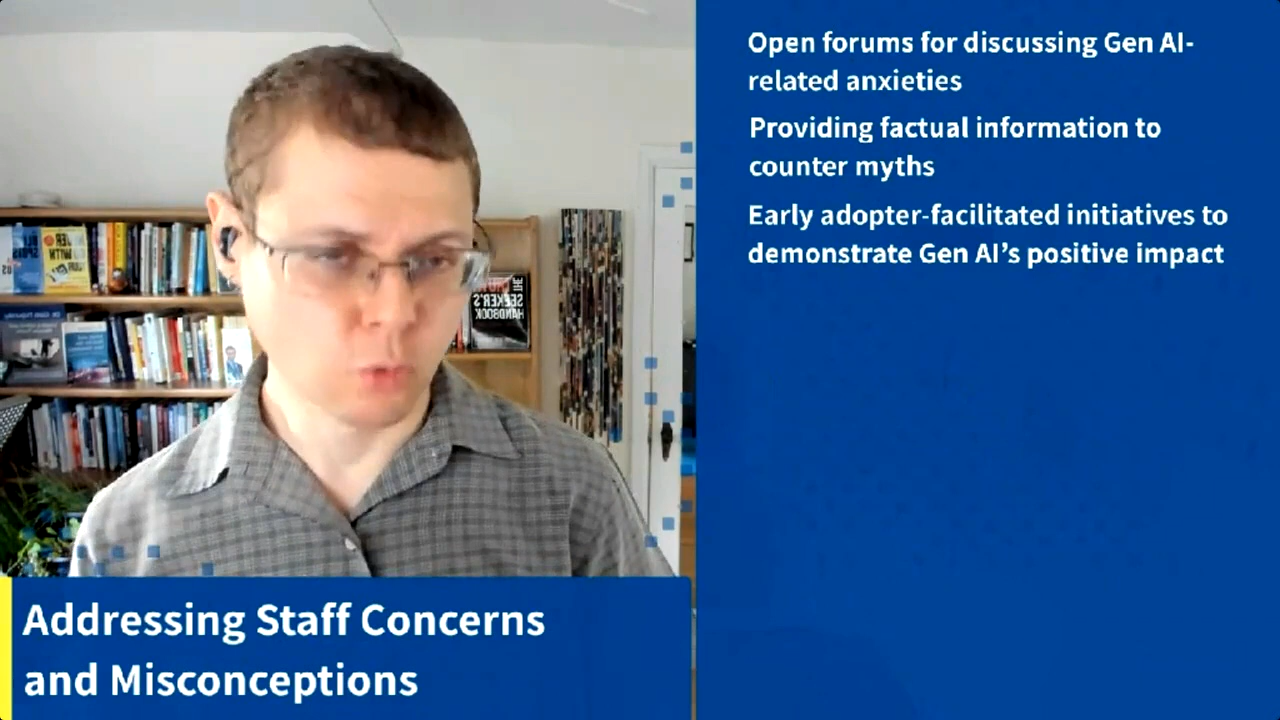 Open forums for discussing Gen AI-
related anxieties
Providing factual information to
counter myths
Early adopter-facilitated initiatives to
demonstrate Gen AI’s positive impact
THE
SEEKER'S
HANDBOOK
Addressing Staff Concerns
and Misconceptions